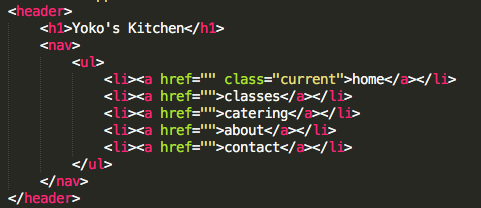 <header>
<h1>Yoko's Kitchen</h1>
<nav>
<ul>
<li><a href="" class="current">home</a></li>
<li><a href="">classes</a></li>
<li><a href="">catering</a></li>
<li><a href="">about</a></li>
<li><a href="">contact</a></li>
</ul>
</nav>
</header>